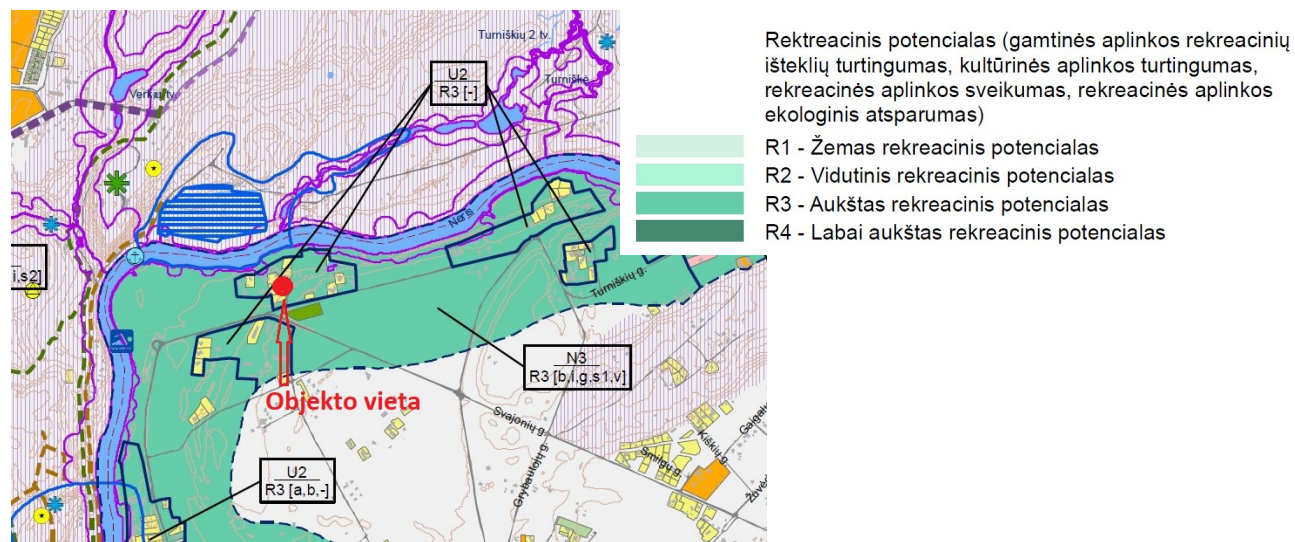 Turniškių 2 tv.
U2
R3 [-]
Turniškė
Verkių tv.
Neris
i,s2]
Turniškių g.
N3
R3 [b,l,g,s1,v]
Objekto vieta
Svajonių g.
Grybautojų g.
Smilgų g.
Kiškių g.
U2
R3 [a,b,-]
Rektreacinis potencialas (gamtinės aplinkos rekreacinių
išteklių turtingumas, kultūrinės aplinkos turtingumas,
rekreacinės aplinkos sveikumas, rekreacinės aplinkos
ekologinis atsparumas)
R1 - Žemas rekreacinis potencialas
R2 - Vidutinis rekreacinis potencialas
R3 - Aukštas rekreacinis potencialas
R4 - Labai aukštas rekreacinis potencialas